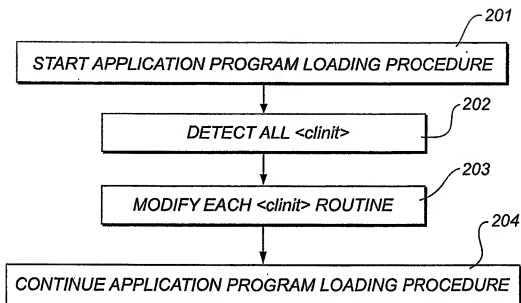 201
START APPLICATION PROGRAM LOADING PROCEDURE
202
DETECT ALL <clinit>
203
MODIFY EACH <clinit> ROUTINE
204
CONTINUE APPLICATION PROGRAM LOADING PROCEDURE